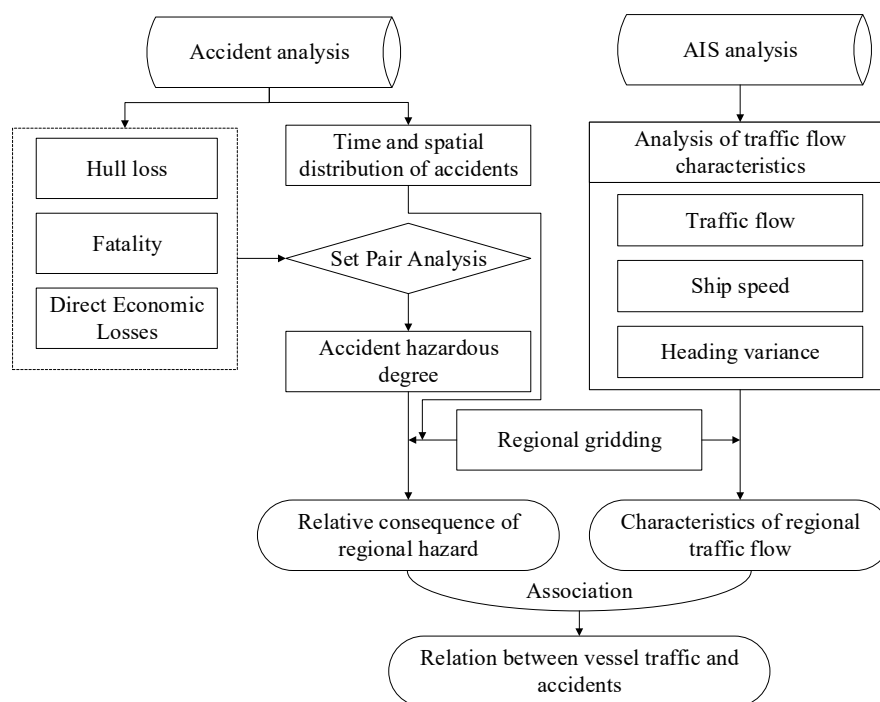 Accident analysis
AIS analysis
Time and spatial
distribution of accidents
Analysis of traffic flow
characteristics
Hull loss
Fatality
Direct Economic
Losses
Set Pair Analysis
Accident hazardous
degree
Traffic flow
Ship speed
Heading variance
Regional gridding
Relative consequence of
regional hazard
Characteristics of regional
traffic flow
Association
Relation between vessel traffic and
accidents